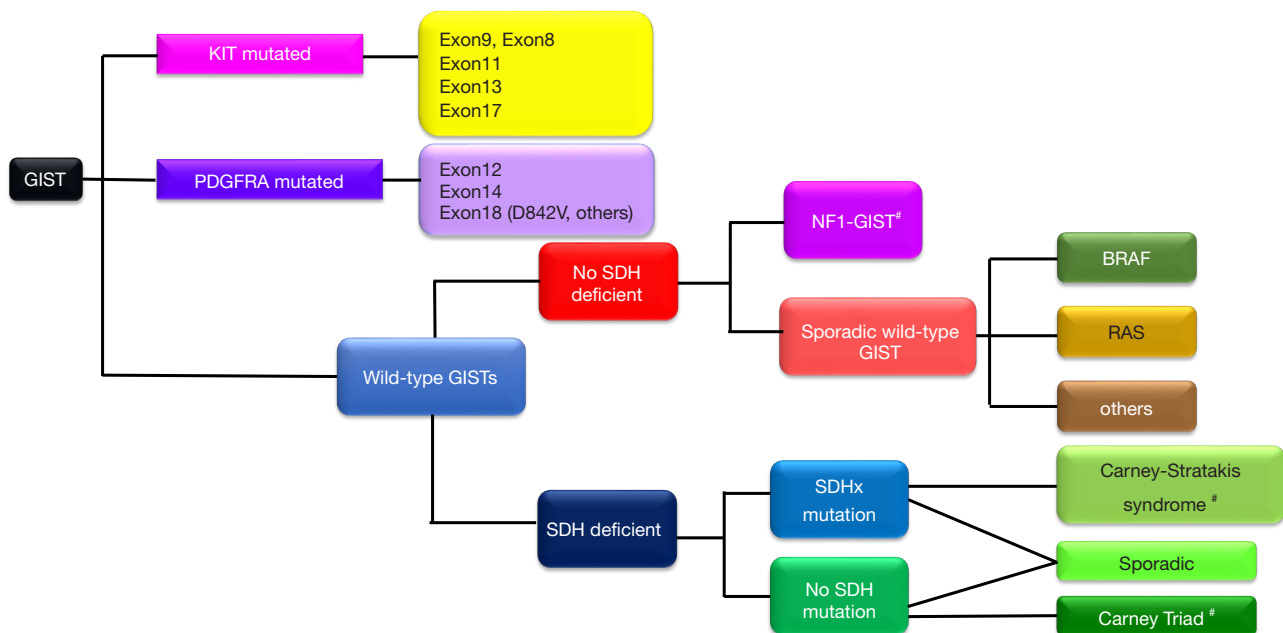 KIT mutated
Exon9, Exon8
Exon11
Exon13
Exon17
GIST
PDGFRA mutated
Exon12
Exon14
Exon18 (D842V, others)
NF1-GIST#
No SDH
deficient
BRAF
Sporadic wild-type
GIST
RAS
Wild-type GISTs
others
SDHx
mutation
Carney-Stratakis
syndrome #
SDH deficient
Sporadic
No SDH
mutation
Carney Triad #